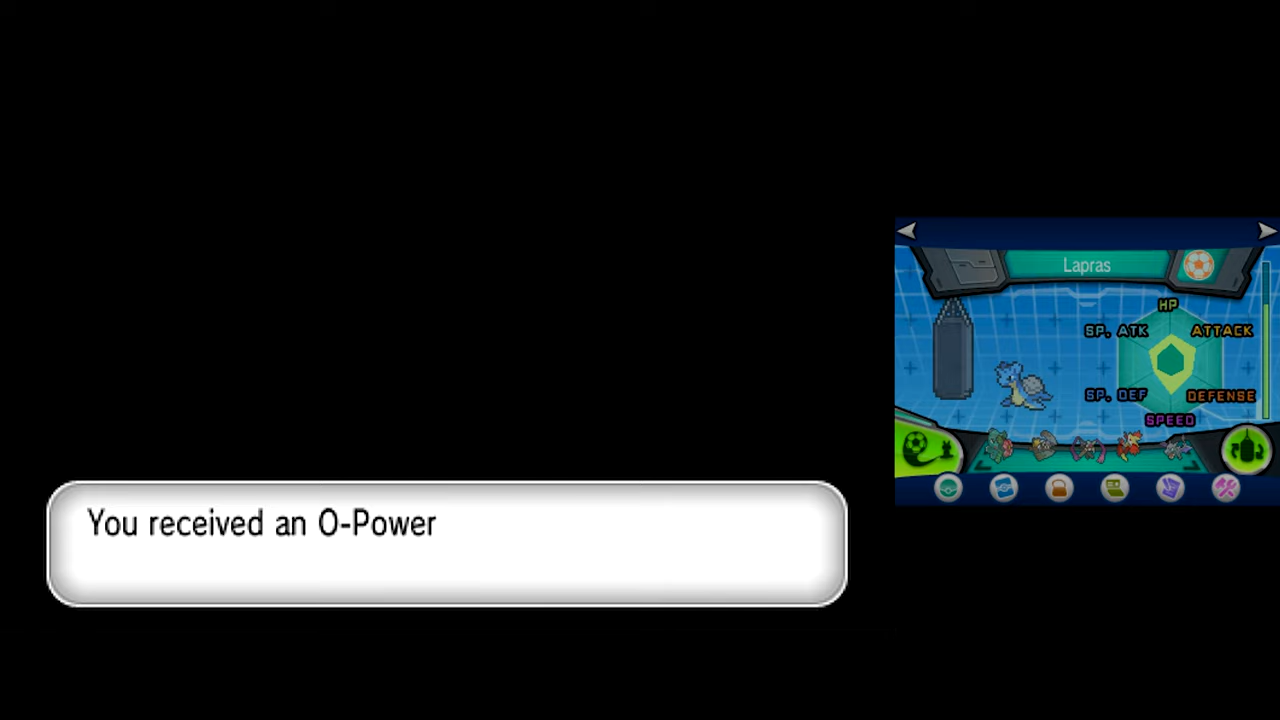 Lapras
HP
SP. ATK
ATTACK
SP. DEF
DEFENSE
SPEED
You received an O-Power